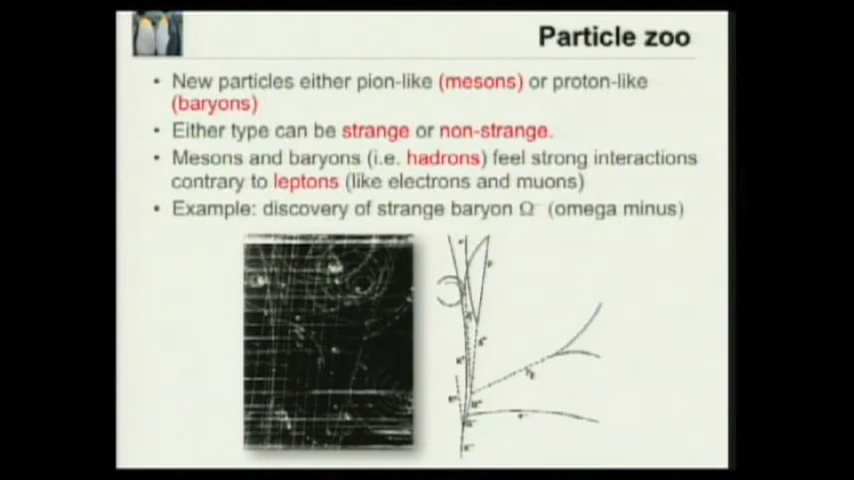 Particle zoo
• New particles either pion-like (mesons) or proton-like
(baryons)
• Either type can be strange or non-strange.
• Mesons and baryons (i.e. hadrons) feel strong interactions
contrary to leptons (like electrons and muons)
• Example: discovery of strange baryon Ω⁻ (omega minus)